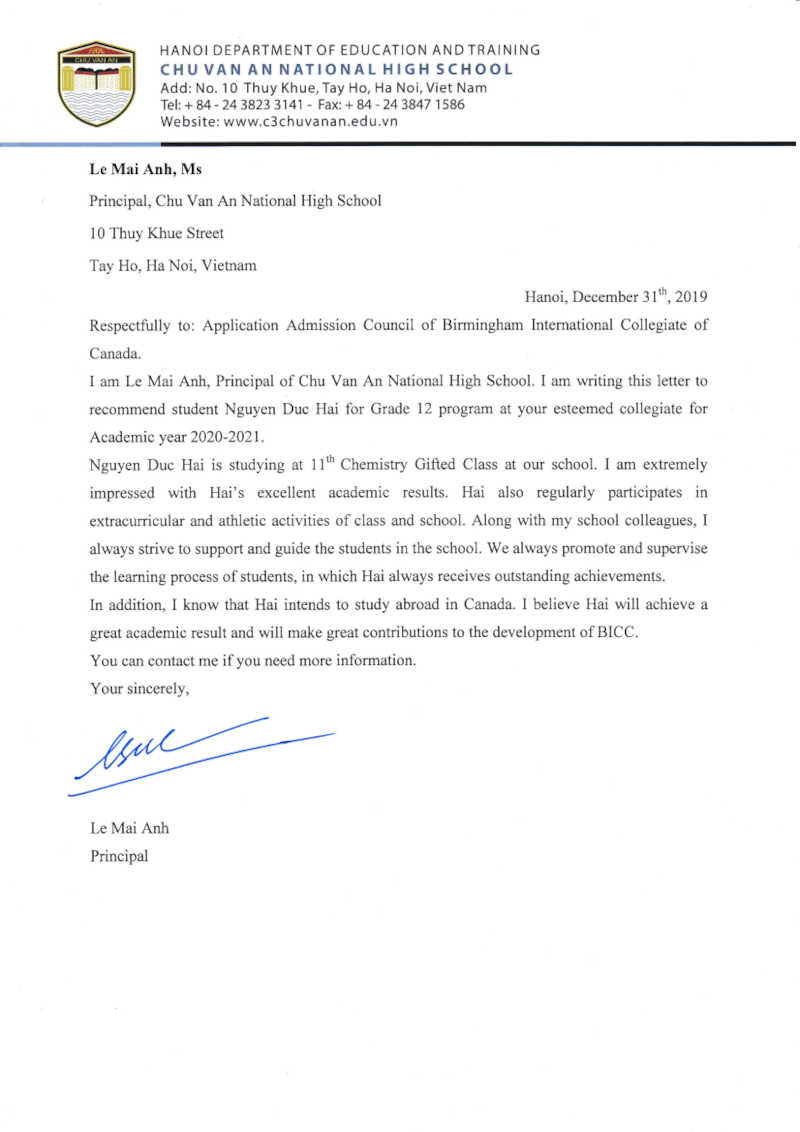 HANOI DEPARTMENT OF EDUCATION AND TRAINING
CHU VAN AN
CHU VAN AN NATIONAL HIGH SCHOOL
Add: No. 10 Thuy Khue, Tay Ho, Ha Noi, Viet Nam
Tel: + 84 - 24 3823 3141 - Fax: + 84 - 24 3847 1586
Website: www.c3chuvanan.edu.vn
Le Mai Anh, Ms
Principal, Chu Van An National High School
10 Thuy Khue Street
Tay Ho, Ha Noi, Vietnam
Hanoi, December 31th, 2019
Respectfully to: Application Admission Council of Birmingham International Collegiate of
Canada.
I am Le Mai Anh, Principal of Chu Van An National High School. I am writing this letter to
recommend student Nguyen Duc Hai for Grade 12 program at your esteemed collegiate for
Academic year 2020-2021.
Nguyen Duc Hai is studying at 11th Chemistry Gifted Class at our school. I am extremely
impressed with Hai's excellent academic results. Hai also regularly participates in
extracurricular and athletic activities of class and school. Along with my school colleagues, I
always strive to support and guide the students in the school. We always promote and supervise
the learning process of students, in which Hai always receives outstanding achievements.
In addition, I know that Hai intends to study abroad in Canada. I believe Hai will achieve a
great academic result and will make great contributions to the development of BICC.
You can contact me if you need more information.
Your sincerely,
Le Mai Anh
Principal